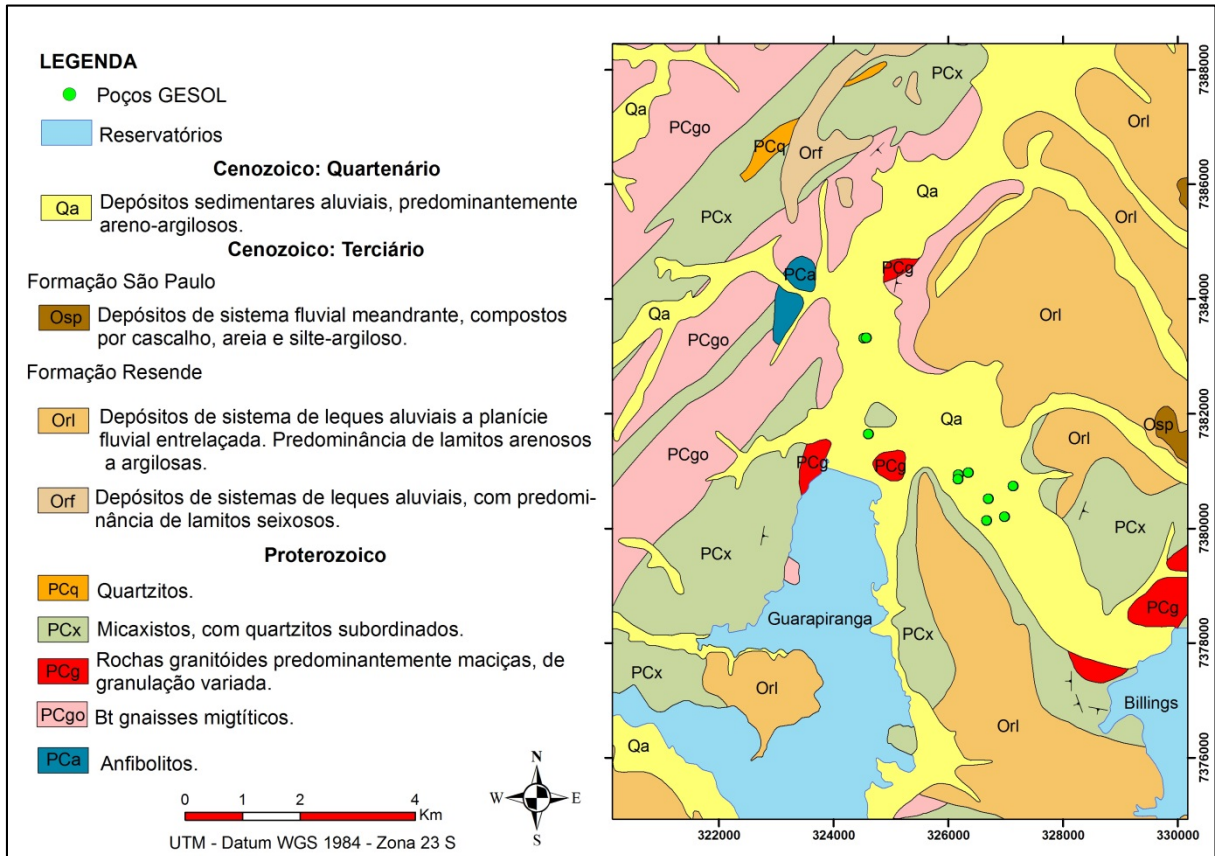 LEGENDA
Poços GESOL
Reservatórios
Cenozoico: Quartenário
Qa Depósitos sedimentares aluviais, predominantemente
areno-argilosos.
Cenozoico: Terciário
Formação São Paulo
Osp Depósitos de sistema fluvial meandrante, compostos
por cascalho, areia e silte-argiloso.
Formação Resende
Orl Depósitos de sistema de leques aluviais a planície
fluvial entrelaçada. Predominância de lamitos arenosos
a argilosas.
Orf Depósitos de sistemas de leques aluviais, com predomi-
nância de lamitos seixosos.
Proterozoico
PCq Quartzitos.
PCx Micaxistos, com quartzitos subordinados.
PCg Rochas granitóides predominantemente maciças, de
granulação variada.
PCgo Bt gnaisses migtíticos.
PCa Anfibolitos.
0 1 2 4
Km
UTM - Datum WGS 1984 - Zona 23 S
N
W E
S
PCx
Qa
Orl
PCgo
PCq
Orf
Orl
PCx
PCa
PCg
Qa
Orl
PCgo
Osp
Qa
Orl
PCgo
PCg
PCg
PCx
PCx
PCg
Guarapiranga
PCx
PCx
Orl
Billings
Orl
Qa
322000 324000 326000 328000 330000
7388000
7386000
7384000
7382000
7380000
7378000
7376000